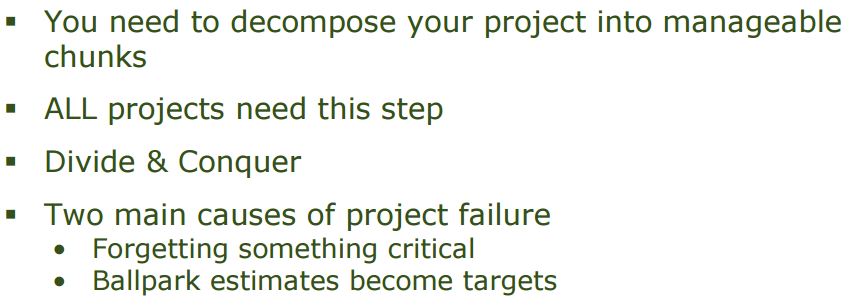 ▪ You need to decompose your project into manageable
chunks
▪ ALL projects need this step
▪ Divide & Conquer
▪ Two main causes of project failure
• Forgetting something critical
• Ballpark estimates become targets